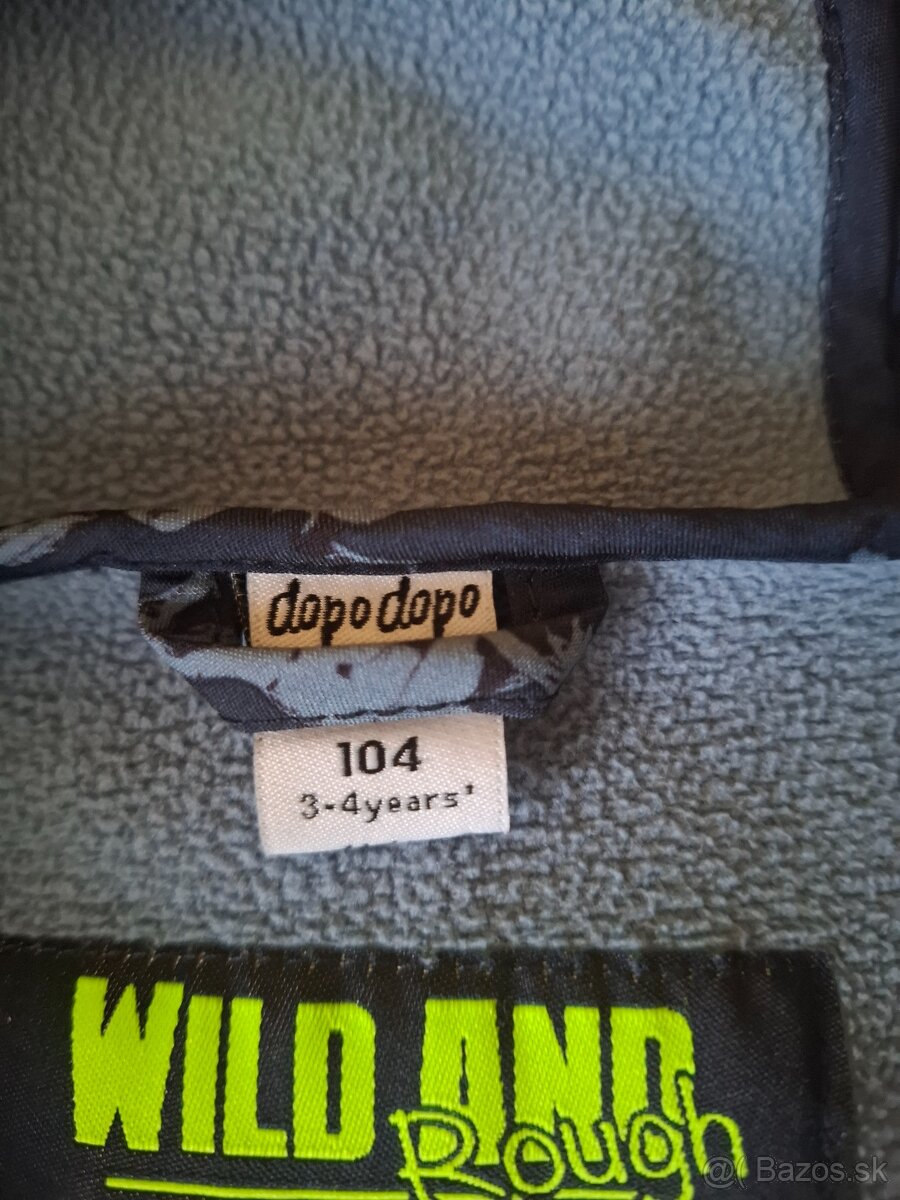 dopodopo
104
3-4years'
WILD AND
Rough
@( Bazos.sk